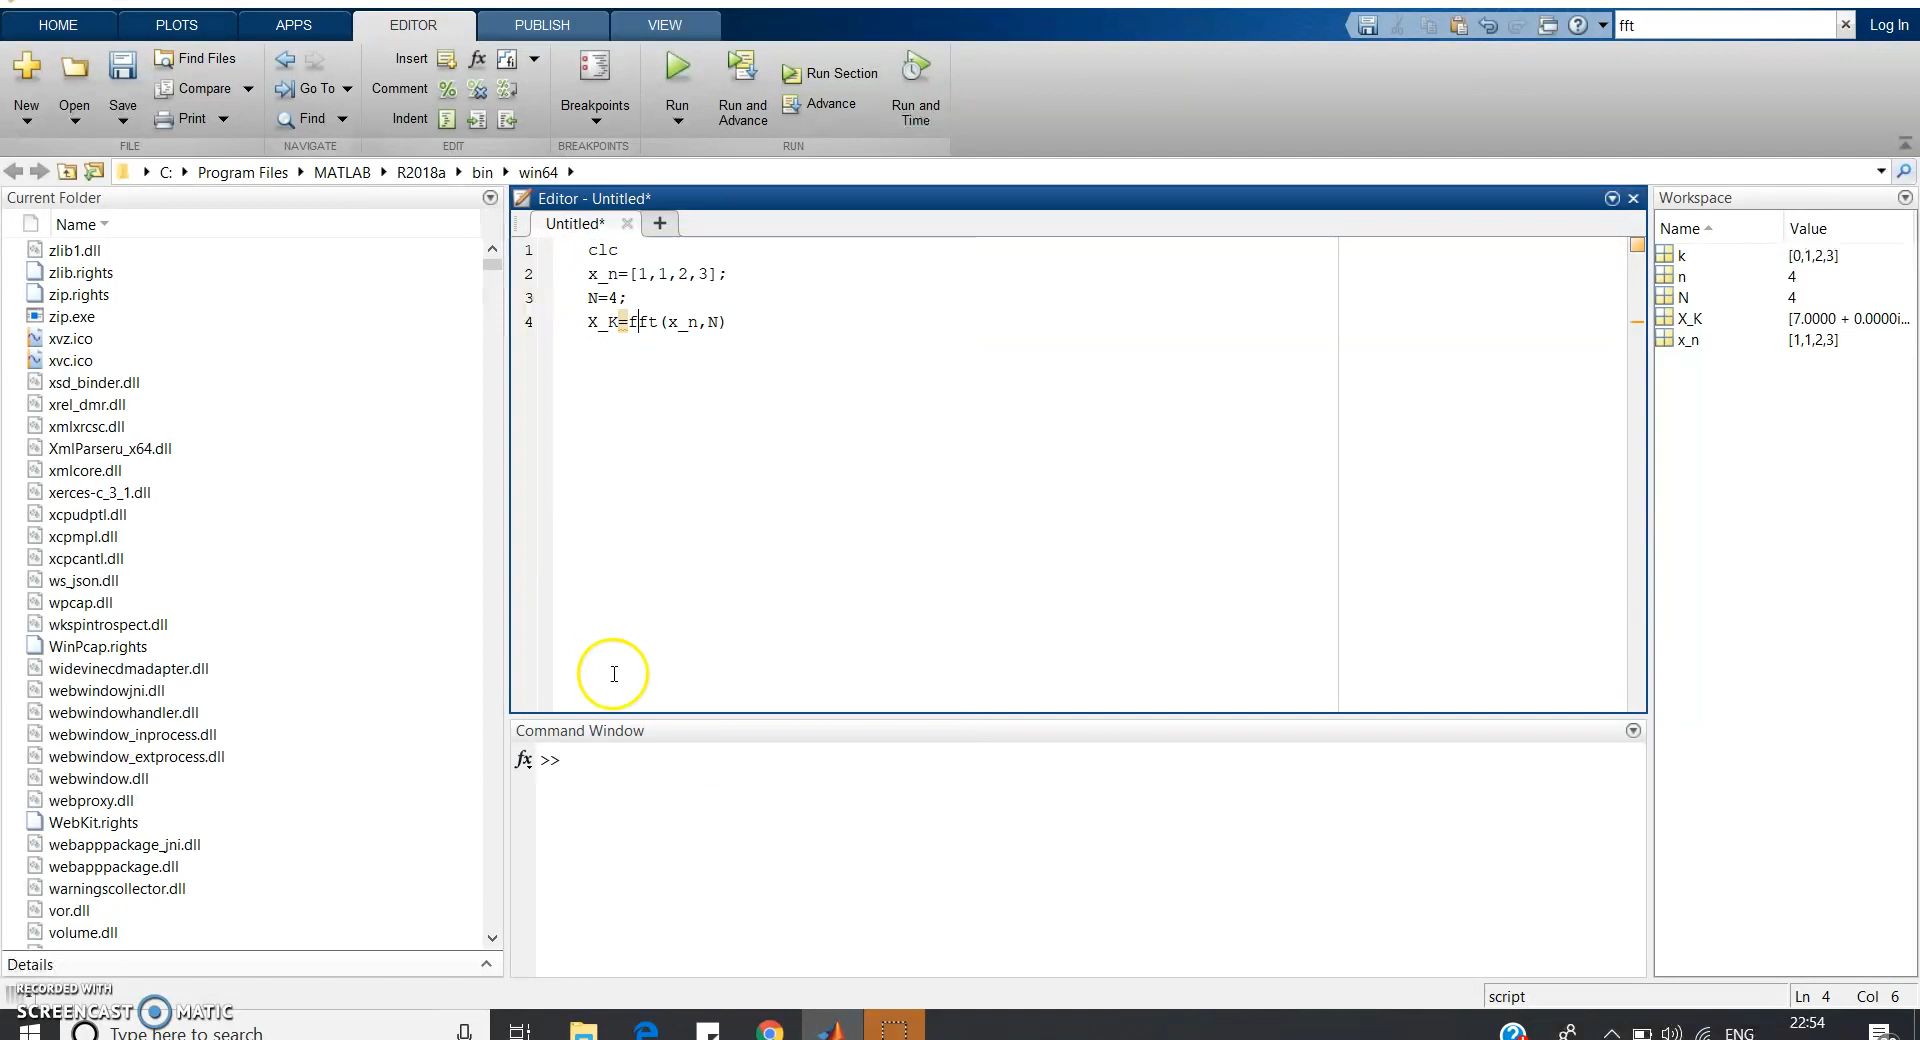 HOME
PLOTS
APPS
EDITOR
PUBLISH
VIEW
fft
Log In
New
Open
Save
Find Files
Compare
Print
FILE
Go To
Find
NAVIGATE
Insert
fx
Comment
Indent
EDIT
Breakpoints
BREAKPOINTS
Run
Run and Advance
Run Section
Advance
Run and Time
RUN
C: Program Files MATLAB R2018a bin win64
Current Folder
Name
zlib1.dll
zlib.rights
zip.rights
zip.exe
xvz.ico
xvc.ico
xsd_binder.dll
xrel_dmr.dll
xmlxrcsc.dll
XmlParseru_x64.dll
xmlcore.dll
xerces-c_3_1.dll
xcpudptl.dll
xcpmpl.dll
xcpcantl.dll
ws_json.dll
wpcap.dll
wkspintrospect.dll
WinPcap.rights
widevinecdmadapter.dll
webwindowjni.dll
webwindowhandler.dll
webwindow_inprocess.dll
webwindow_extprocess.dll
webwindow.dll
webproxy.dll
WebKit.rights
webapppackage_jni.dll
webapppackage.dll
warningscollector.dll
vor.dll
volume.dll
Details
Editor - Untitled*
Untitled*
1 clc
2 x_n=[1,1,2,3];
3 N=4;
4 X_K=fft(x_n,N)
Command Window
fx >>
Workspace
Name Value
k [0,1,2,3]
n 4
N 4
X_K [7.0000 + 0.0000i...
x_n [1,1,2,3]
script
Ln 4 Col 6
RECORDED WITH
SCREENCAST MATIC
Type here to search
ENG
22:54